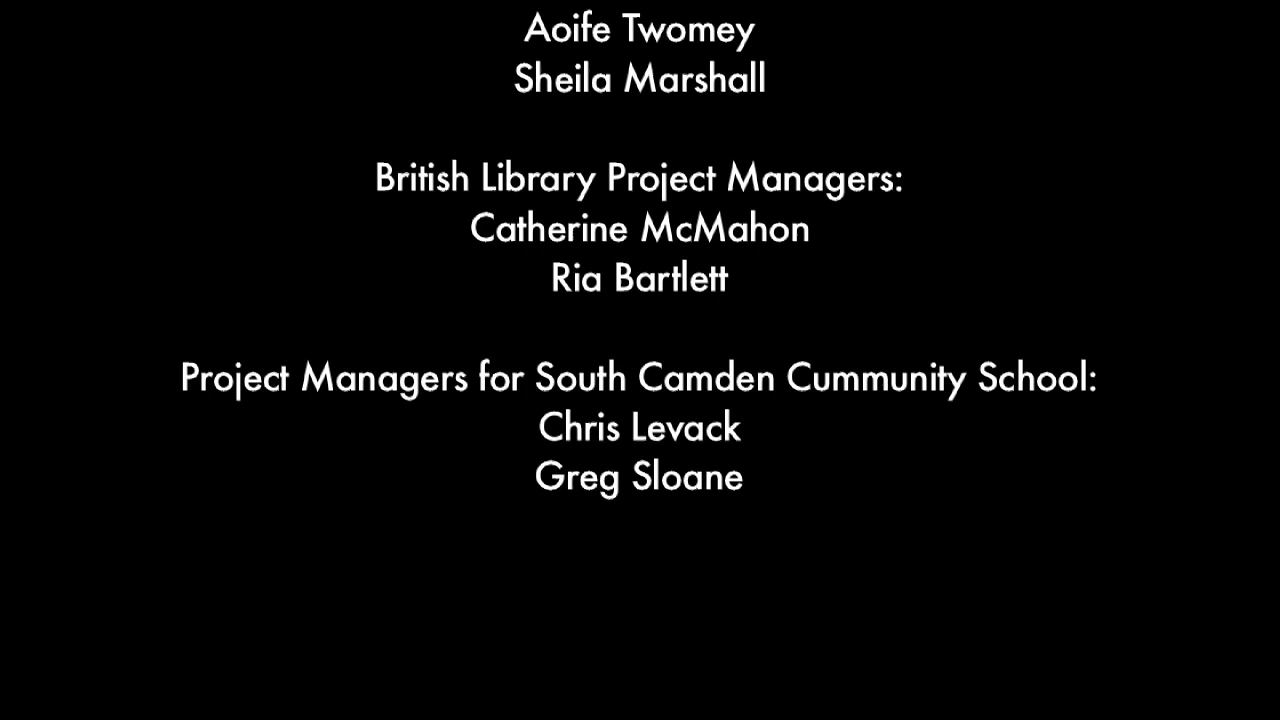 Aoife Twomey
Sheila Marshall
British Library Project Managers:
Catherine McMahon
Ria Bartlett
Project Managers for South Camden Cummunity School:
Chris Levack
Greg Sloane